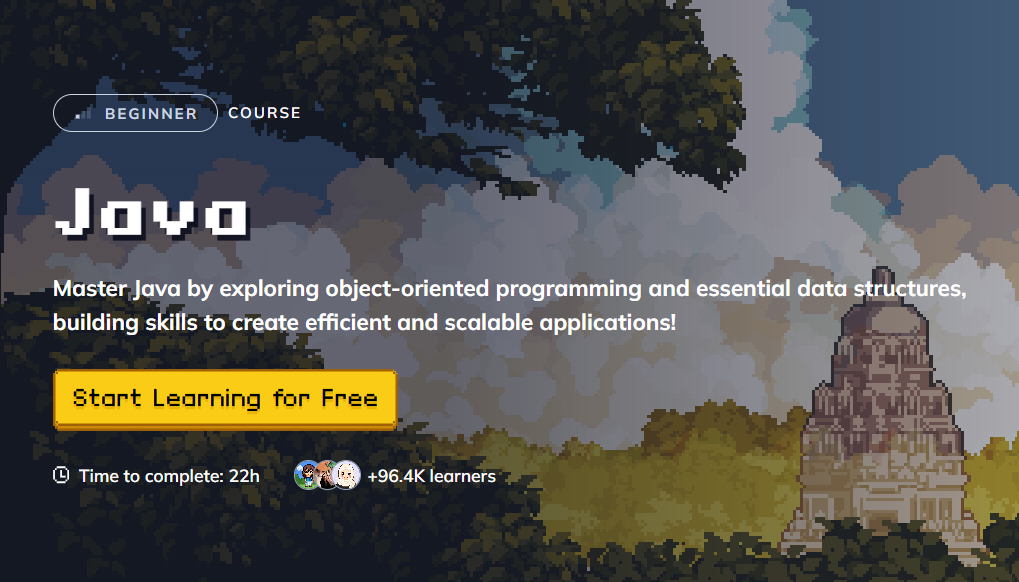 BEGINNER COURSE
Java
Master Java by exploring object-oriented programming and essential data structures,
building skills to create efficient and scalable applications!
Start Learning for Free
Time to complete: 22h +96.4K learners